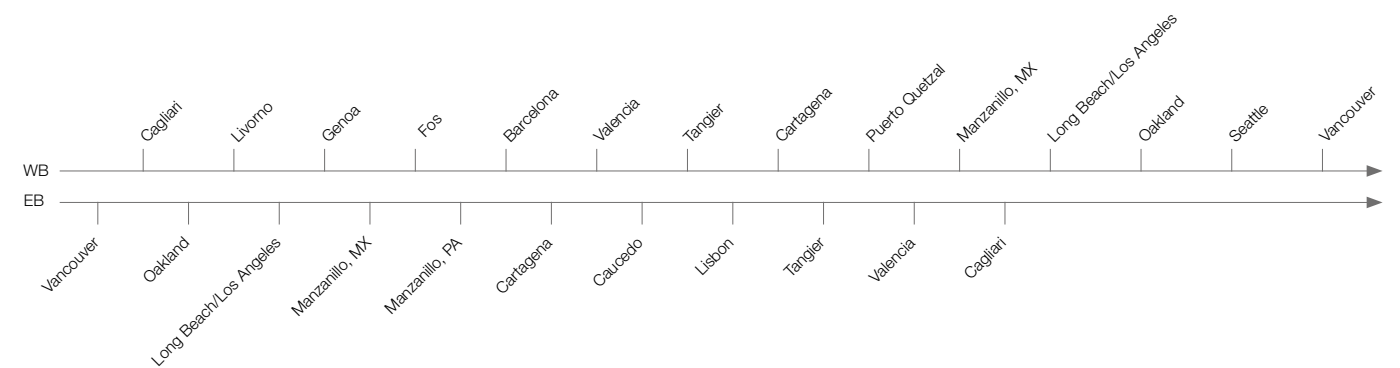 WB
Cagliari
Livorno
Genoa
Fos
Barcelona
Valencia
Tangier
Cartagena
Puerto Quetzal
Manzanillo, MX
Long Beach/Los Angeles
Oakland
Seattle
Vancouver
EB
Vancouver
Oakland
Long Beach/Los Angeles
Manzanillo, MX
Manzanillo, PA
Cartagena
Caucedo
Lisbon
Tangier
Valencia
Cagliari